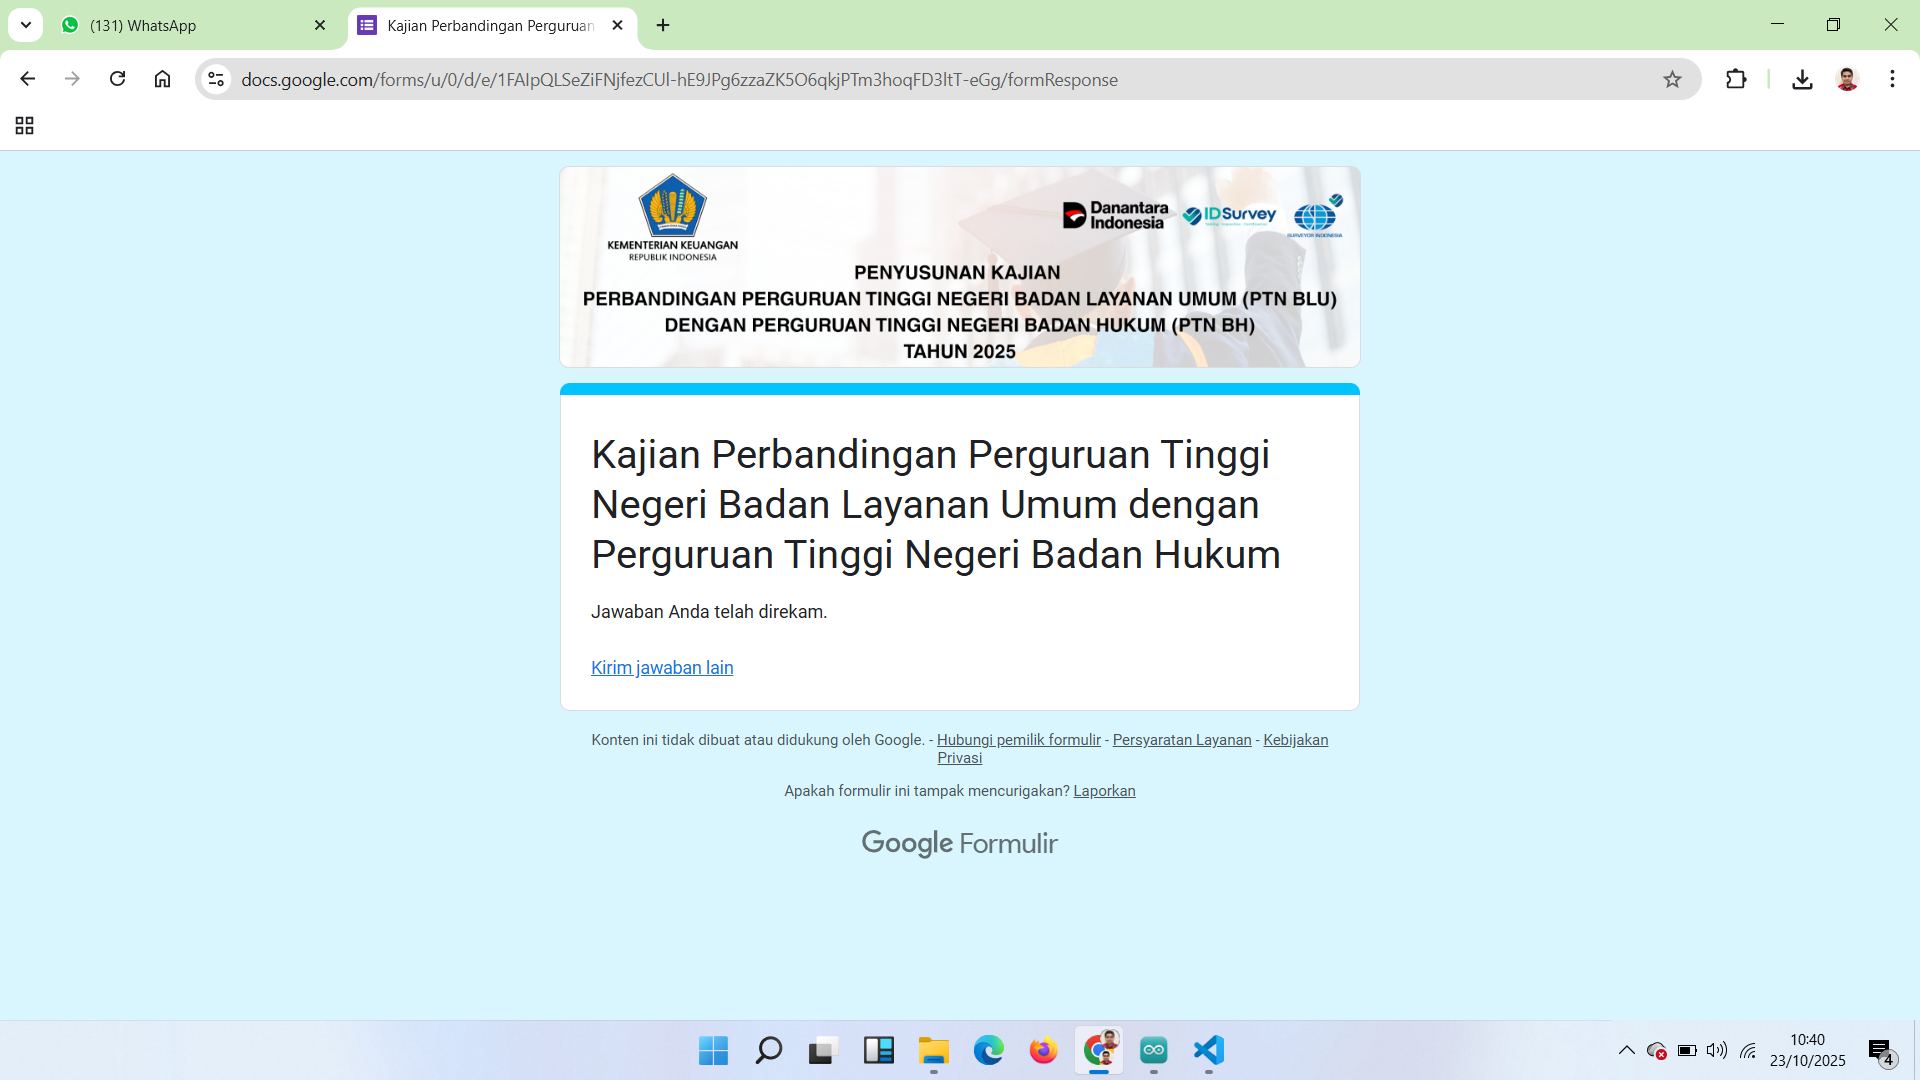 (131) WhatsApp
Kajian Perbandingan Perguruan
docs.google.com/forms/u/0/d/e/1FAIpQLSeZiFNjfezCUl-hE9JPg6zzaZK5O6qkjPTm3hoqFD3ltT-eGg/formResponse
KEMENTERIAN KEUANGAN
REPUBLIK INDONESIA
Danantara
Indonesia
IDSurvey
SURVEYOR INDONESIA
PENYUSUNAN KAJIAN
PERBANDINGAN PERGURUAN TINGGI NEGERI BADAN LAYANAN UMUM (PTN BLU)
DENGAN PERGURUAN TINGGI NEGERI BADAN HUKUM (PTN BH)
TAHUN 2025
Kajian Perbandingan Perguruan Tinggi
Negeri Badan Layanan Umum dengan
Perguruan Tinggi Negeri Badan Hukum
Jawaban Anda telah direkam.
Kirim jawaban lain
Konten ini tidak dibuat atau didukung oleh Google. - Hubungi pemilik formulir - Persyaratan Layanan - Kebijakan
Privasi
Apakah formulir ini tampak mencurigakan? Laporkan
Google Formulir
10:40
23/10/2025
4